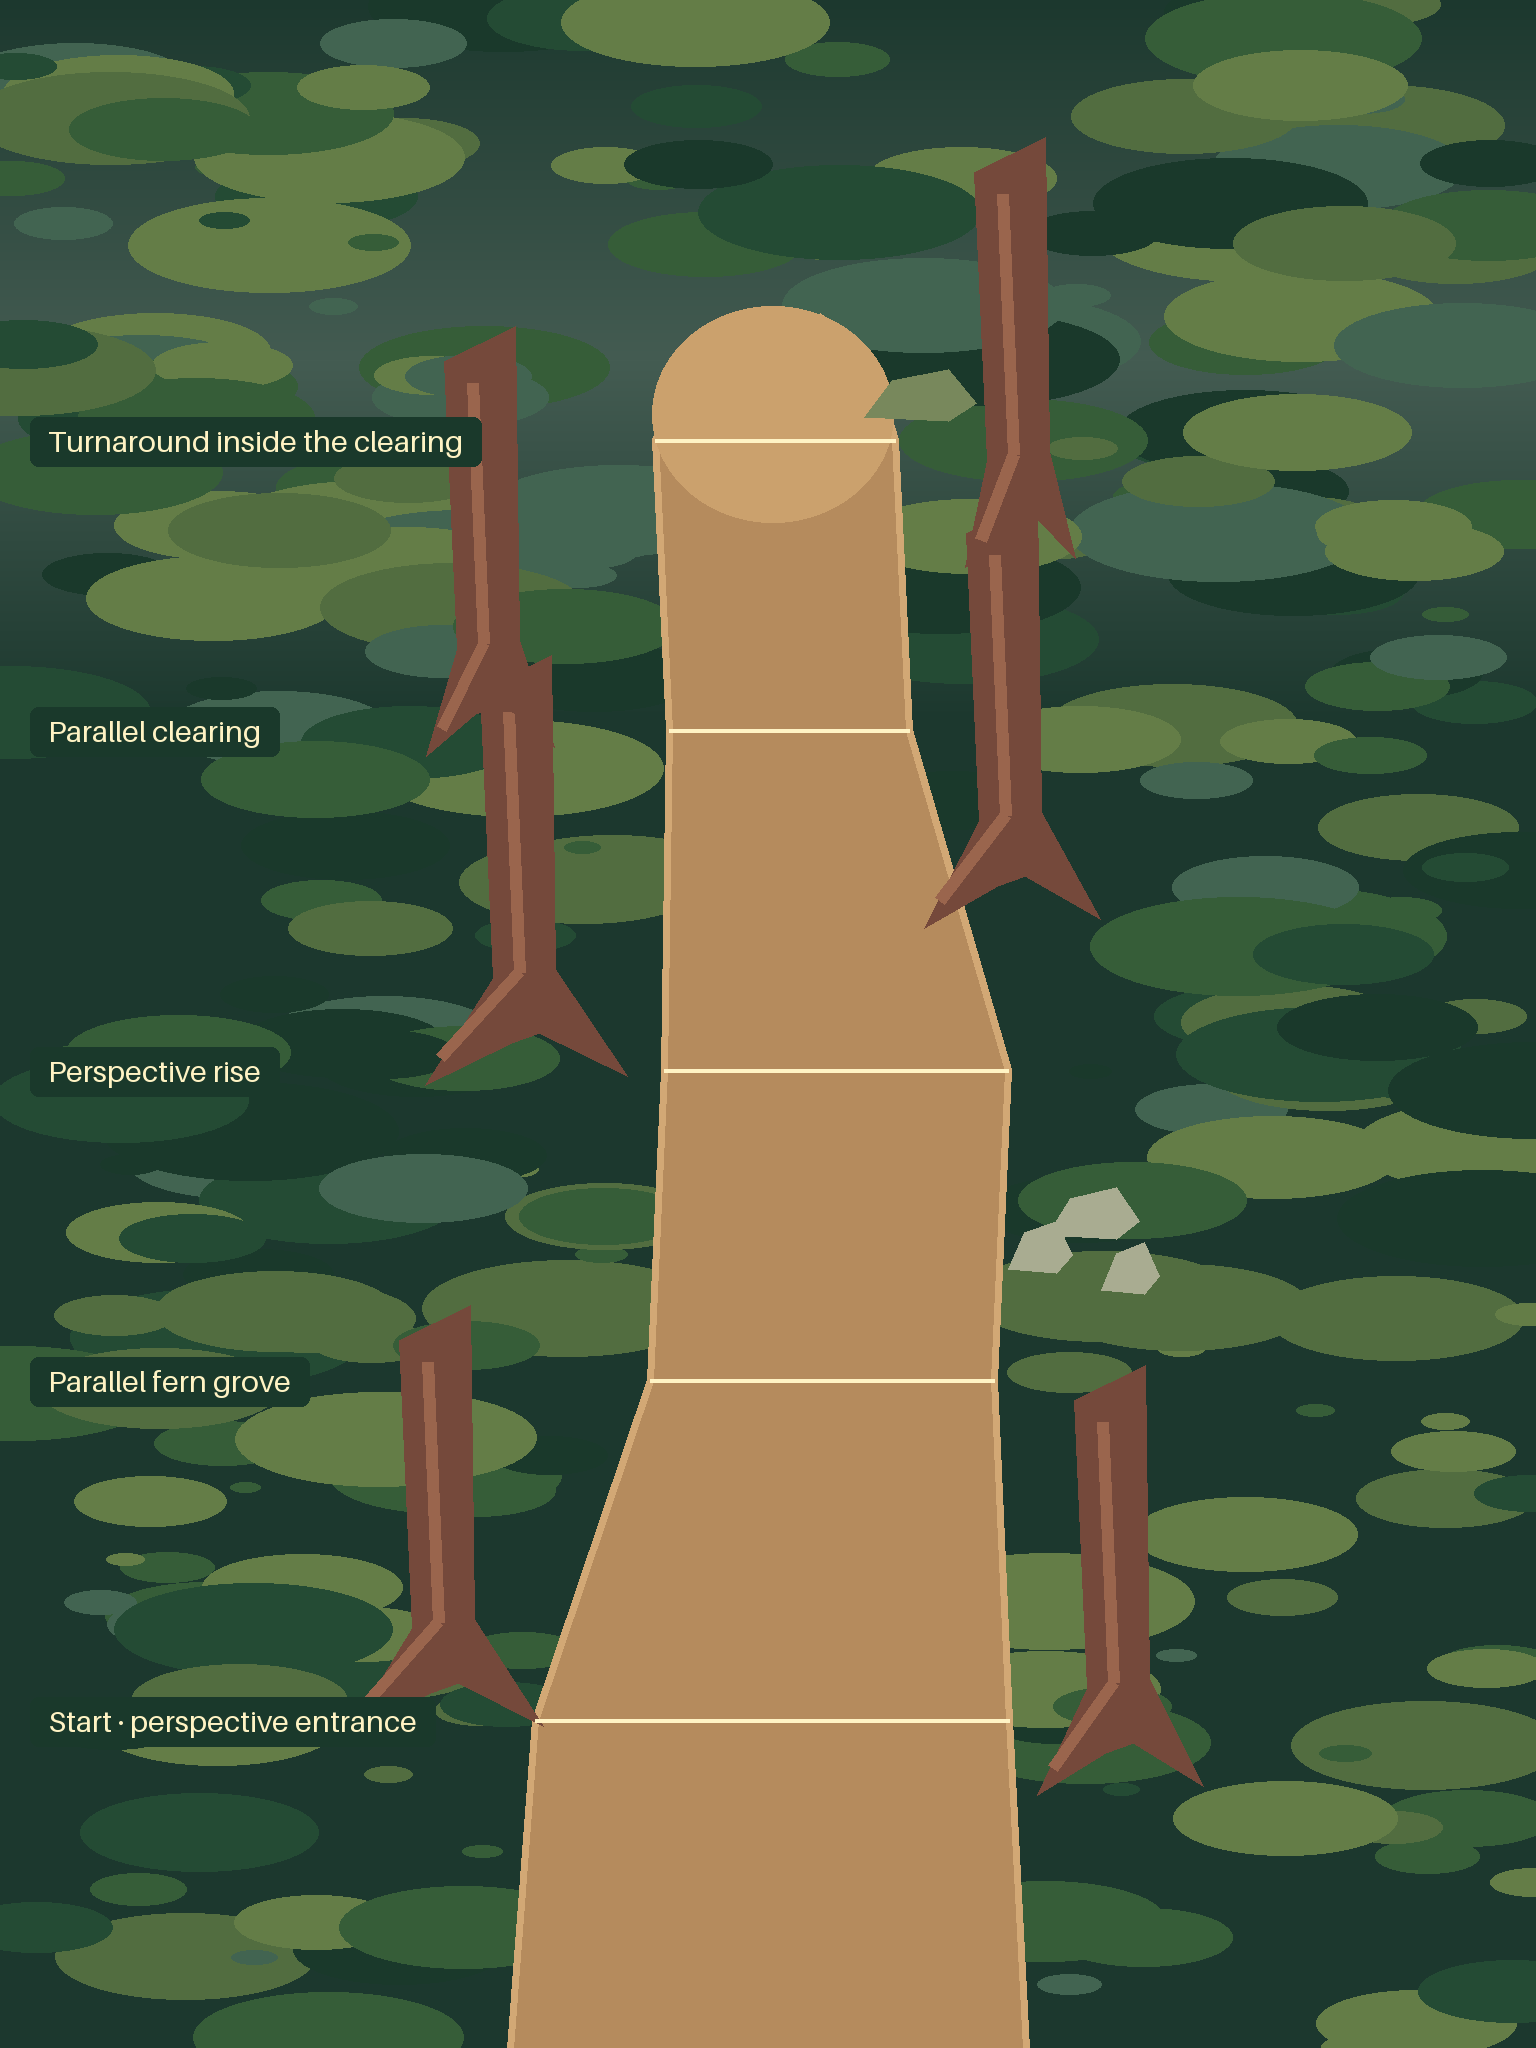 Turnaround inside the clearing
Parallel clearing
Perspective rise
Parallel fern grove
Start · perspective entrance